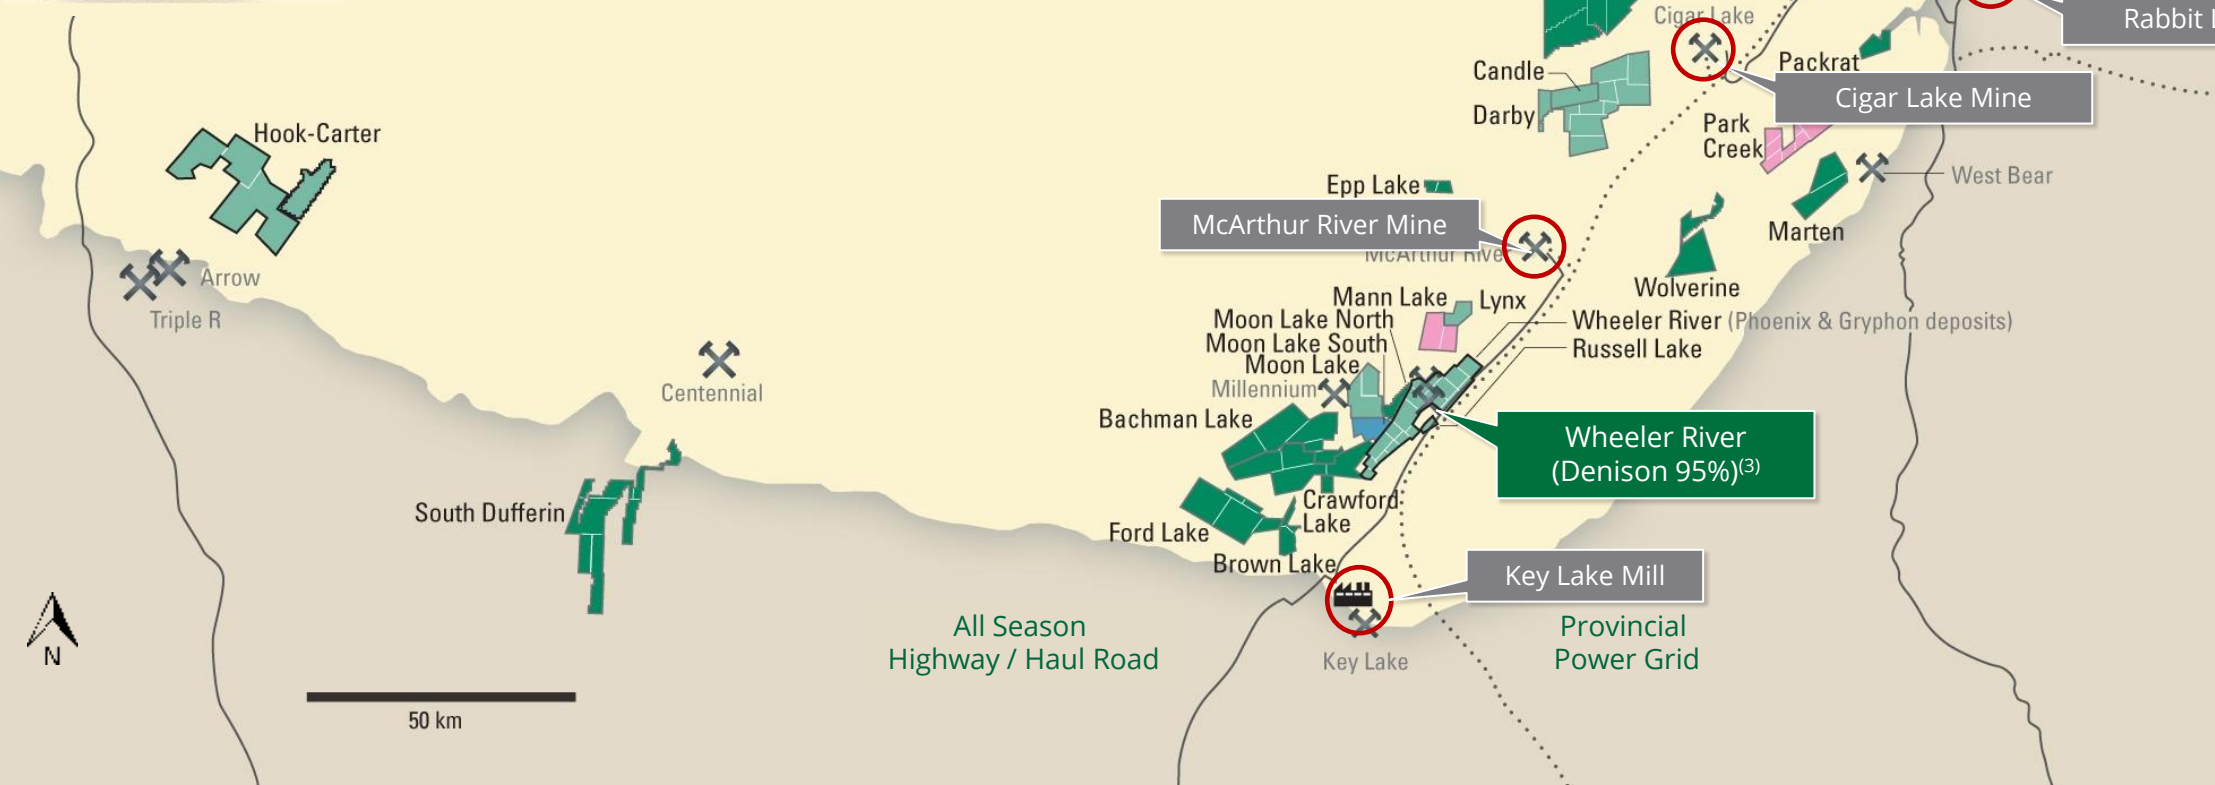 Cigar Lake
Rabbit
Packrat
Candle
Cigar Lake Mine
Darby
Park
Creek
Hook-Carter
West Bear
Epp Lake
McArthur River Mine
Marten
McArthur River
Arrow
Wolverine
Mann Lake
Lynx
Triple R
Moon Lake North
Wheeler River (Phoenix & Gryphon deposits)
Moon Lake South
Russell Lake
Moon Lake
Millennium
Centennial
Bachman Lake
Wheeler River
(Denison 95%)(3)
South Dufferin
Crawford
Lake
Ford Lake
Brown Lake
Key Lake Mill
All Season
Highway / Haul Road
Provincial
Power Grid
N
Key Lake
50 km